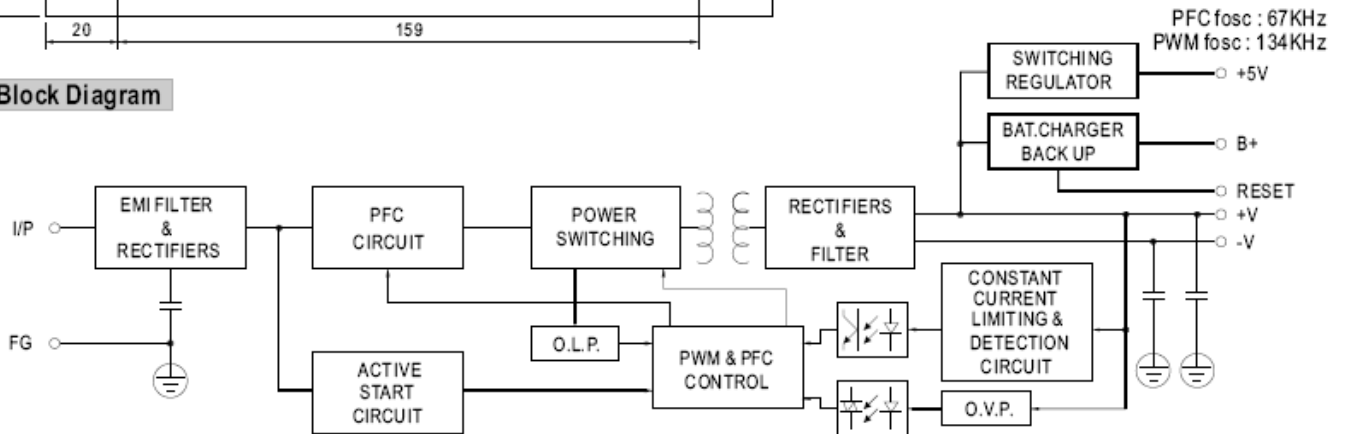 20
159
PFC fosc : 67KHz
PWM fosc : 134KHz
Block Diagram
SWITCHING
REGULATOR
+5V
BAT.CHARGER
BACK UP
B+
RESET
+V
-V
I/P
EMI FILTER
&
RECTIFIERS
PFC
CIRCUIT
POWER
SWITCHING
RECTIFIERS
&
FILTER
FG
O.L.P.
PWM & PFC
CONTROL
CONSTANT
CURRENT
LIMITING &
DETECTION
CIRCUIT
ACTIVE
START
CIRCUIT
O.V.P.